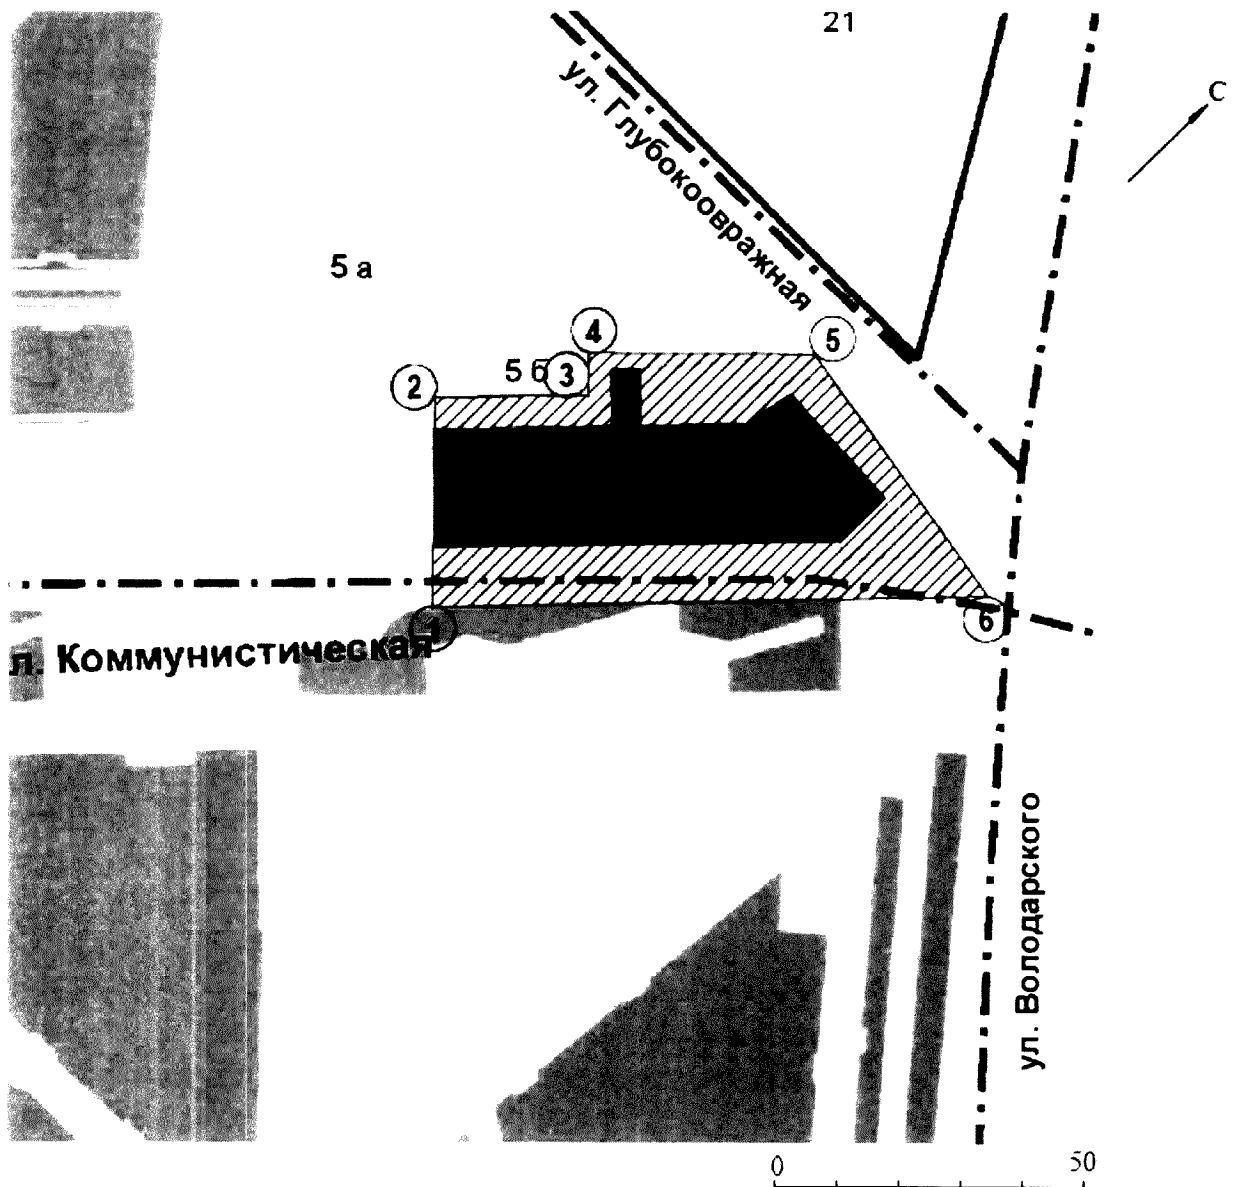 21
С
ул. Глубокоовражная
5 а
4
5
5 б
3
2
1
6
л. Коммунистическая
ул. Володарского
0 50